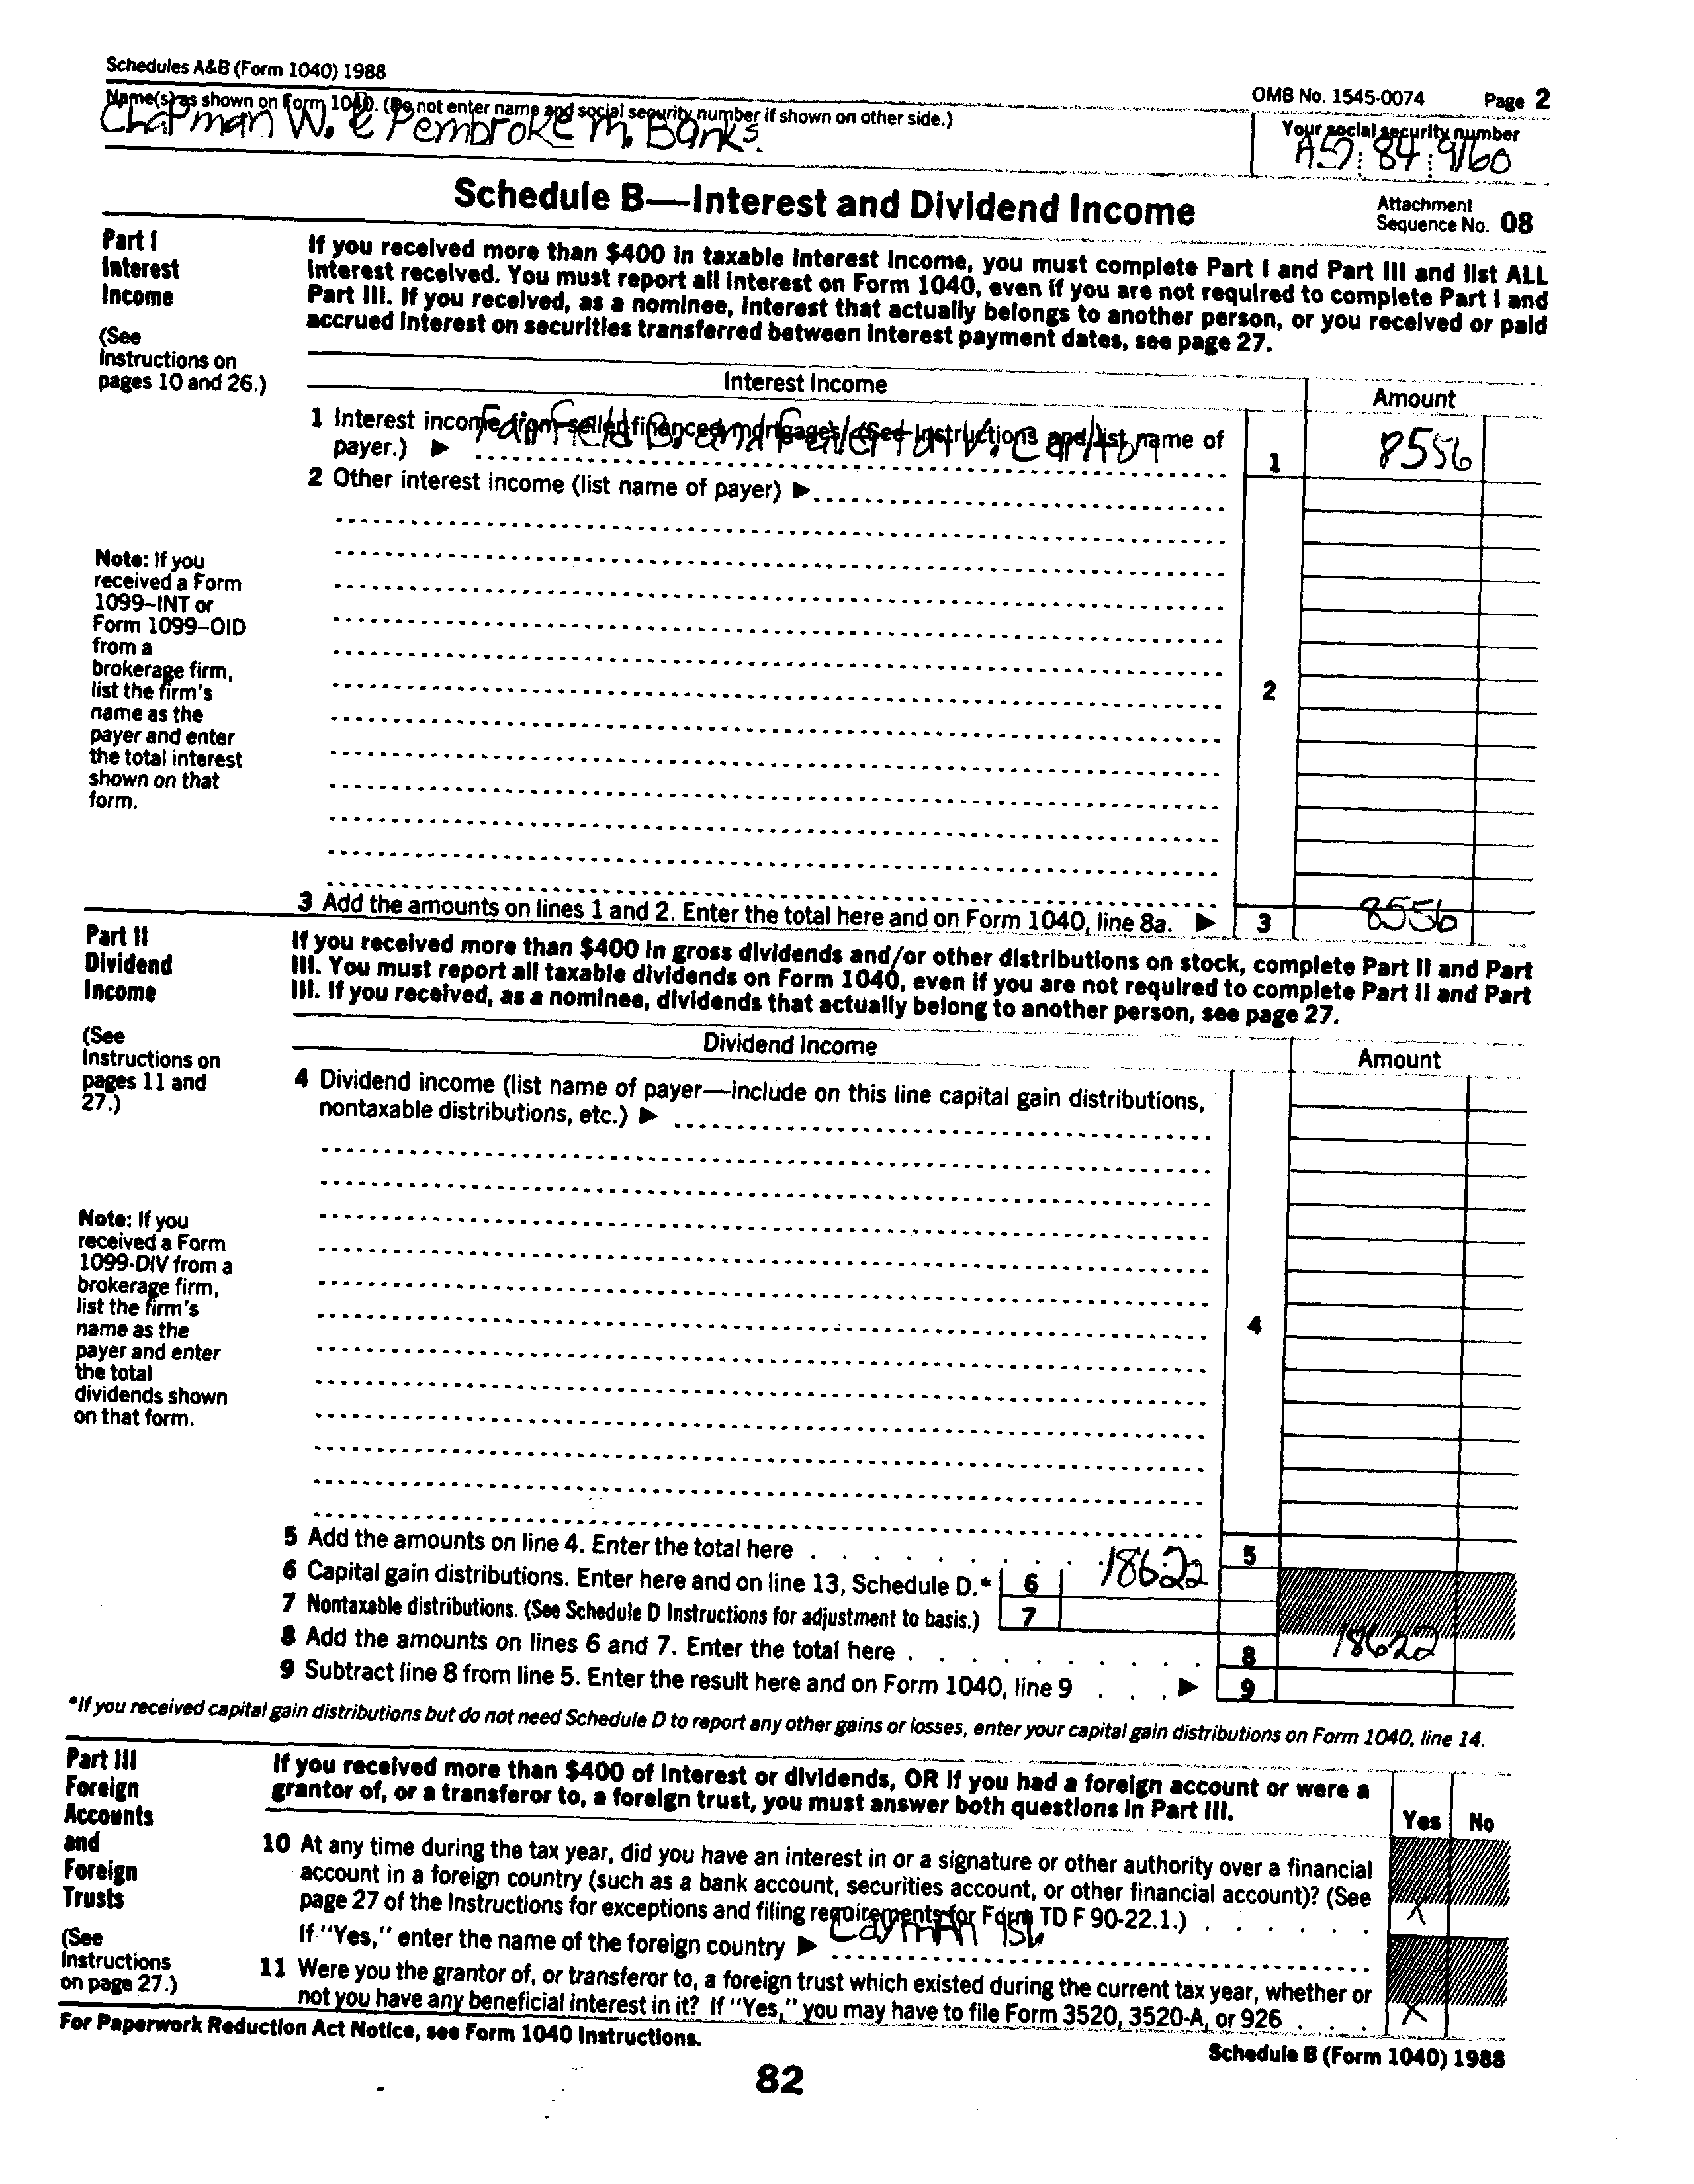 Schedules A&B (Form 1040) 1988
OMB No. 1545-0074 Page 2
Name(s) as shown on Form 1040. (Do not enter name and social security number if shown on other side.)
Chapman W. & Pembroke M. Banks.
Your social security number
A57 84 9160
Schedule B—Interest and Dividend Income
Attachment
Sequence No. 08
Part I
Interest
Income
(See
Instructions on
pages 10 and 26.)
If you received more than $400 in taxable interest income, you must complete Part I and Part III and list ALL
interest received. You must report all interest on Form 1040, even if you are not required to complete Part I and
Part III. If you received, as a nominee, interest that actually belongs to another person, or you received or paid
accrued interest on securities transferred between interest payment dates, see page 27.
Interest Income
Amount
1 Interest income from seller-financed mortgages. (See Instructions and list name of
payer.) ▶ Fairfield B. and Fullerton V. Carlton
1 8556
2 Other interest income (list name of payer) ▶
Note: If you
received a Form
1099–INT or
Form 1099–OID
from a
brokerage firm,
list the firm's
name as the
payer and enter
the total interest
shown on that
form.
2
3 Add the amounts on lines 1 and 2. Enter the total here and on Form 1040, line 8a. ▶ 3 8556
Part II
Dividend
Income
(See
Instructions on
pages 11 and
27.)
If you received more than $400 in gross dividends and/or other distributions on stock, complete Part II and Part
III. You must report all taxable dividends on Form 1040, even if you are not required to complete Part II and Part
III. If you received, as a nominee, dividends that actually belong to another person, see page 27.
Dividend Income
Amount
4 Dividend income (list name of payer—include on this line capital gain distributions,
nontaxable distributions, etc.) ▶
Note: If you
received a Form
1099-DIV from a
brokerage firm,
list the firm's
name as the
payer and enter
the total
dividends shown
on that form.
4
5 Add the amounts on line 4. Enter the total here . . . . 5
6 Capital gain distributions. Enter here and on line 13, Schedule D.* 6 18622
7 Nontaxable distributions. (See Schedule D Instructions for adjustment to basis.) 7
8 Add the amounts on lines 6 and 7. Enter the total here . . . . 8 18622
9 Subtract line 8 from line 5. Enter the result here and on Form 1040, line 9 . . . ▶ 9
*If you received capital gain distributions but do not need Schedule D to report any other gains or losses, enter your capital gain distributions on Form 1040, line 14.
Part III
Foreign
Accounts
and
Foreign
Trusts
(See
Instructions
on page 27.)
If you received more than $400 of interest or dividends, OR if you had a foreign account or were a
grantor of, or a transferor to, a foreign trust, you must answer both questions in Part III.
Yes No
10 At any time during the tax year, did you have an interest in or a signature or other authority over a financial
account in a foreign country (such as a bank account, securities account, or other financial account)? (See
page 27 of the Instructions for exceptions and filing requirements for Form TD F 90-22.1.) . . . . . . X
If "Yes," enter the name of the foreign country ▶ Cayman Isl
11 Were you the grantor of, or transferor to, a foreign trust which existed during the current tax year, whether or
not you have any beneficial interest in it? If "Yes," you may have to file Form 3520, 3520-A, or 926 . . . X
For Paperwork Reduction Act Notice, see Form 1040 Instructions.
Schedule B (Form 1040) 1988
82